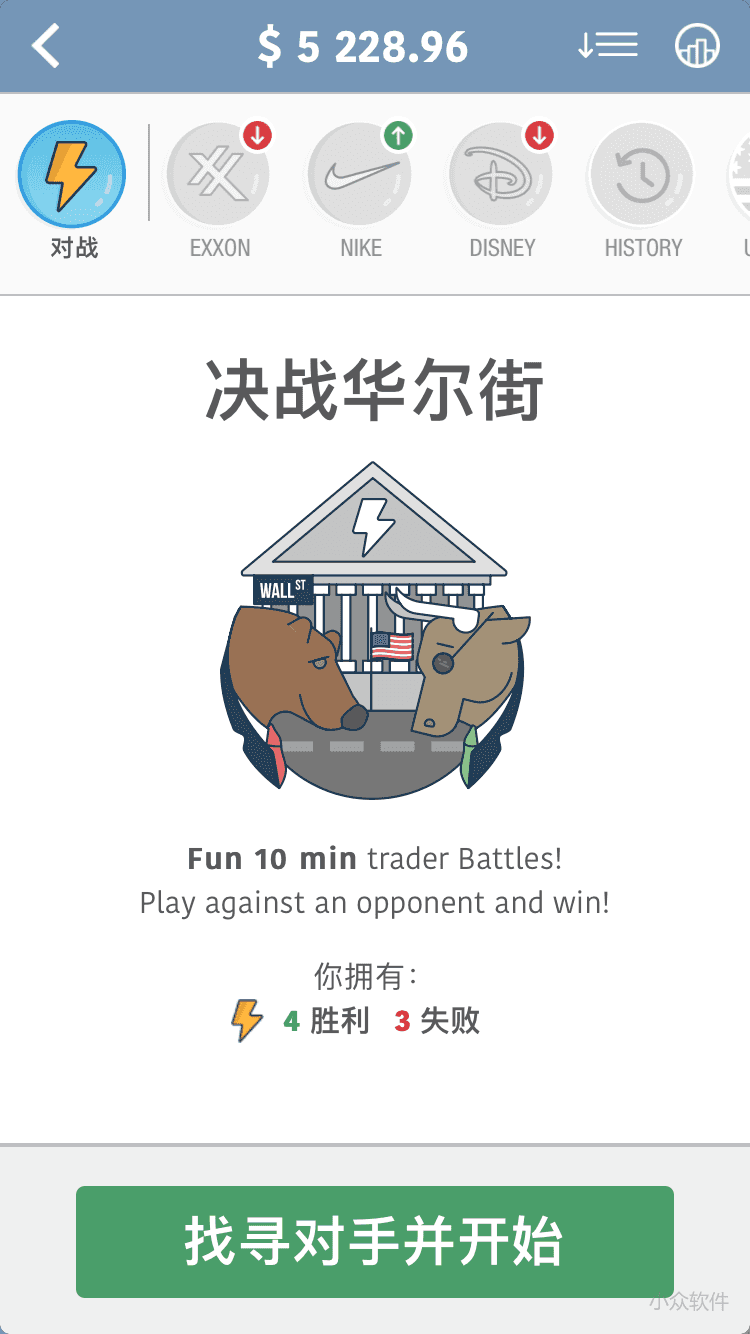 $ 5 228.96
对战
EXXON
NIKE
DISNEY
HISTORY
决战华尔街
WALL ST
Fun 10 min trader Battles!
Play against an opponent and win!
你拥有：
4 胜利 3 失败
找寻对手并开始
小众软件